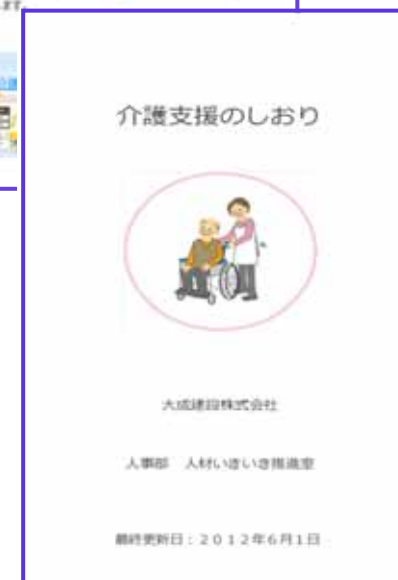 ます。
介護支援のしおり
大成建設株式会社
人事部 人材いきいき推進室
最終更新日：2012年6月1日